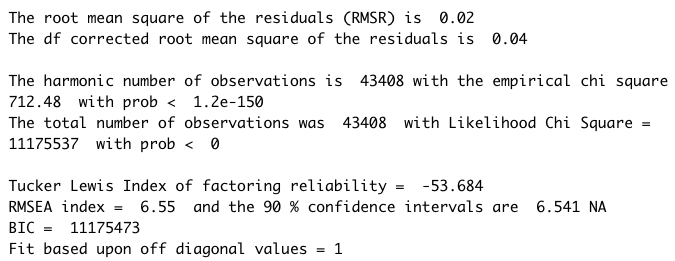 The root mean square of the residuals (RMSR) is  0.02
The df corrected root mean square of the residuals is  0.04
The harmonic number of observations is  43408 with the empirical chi square
712.48  with prob <  1.2e-150
The total number of observations was  43408  with Likelihood Chi Square =
11175537  with prob <  0
Tucker Lewis Index of factoring reliability =  -53.684
RMSEA index =  6.55  and the 90 % confidence intervals are  6.541 NA
BIC =  11175473
Fit based upon off diagonal values = 1